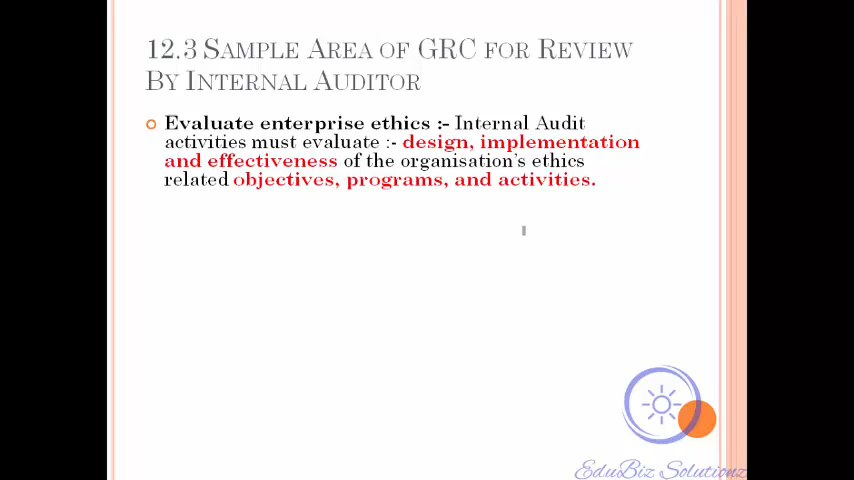 12.3 SAMPLE AREA OF GRC FOR REVIEW
BY INTERNAL AUDITOR
Evaluate enterprise ethics :- Internal Audit
activities must evaluate :- design, implementation
and effectiveness of the organisation's ethics
related objectives, programs, and activities.
EduBiz Solutionz